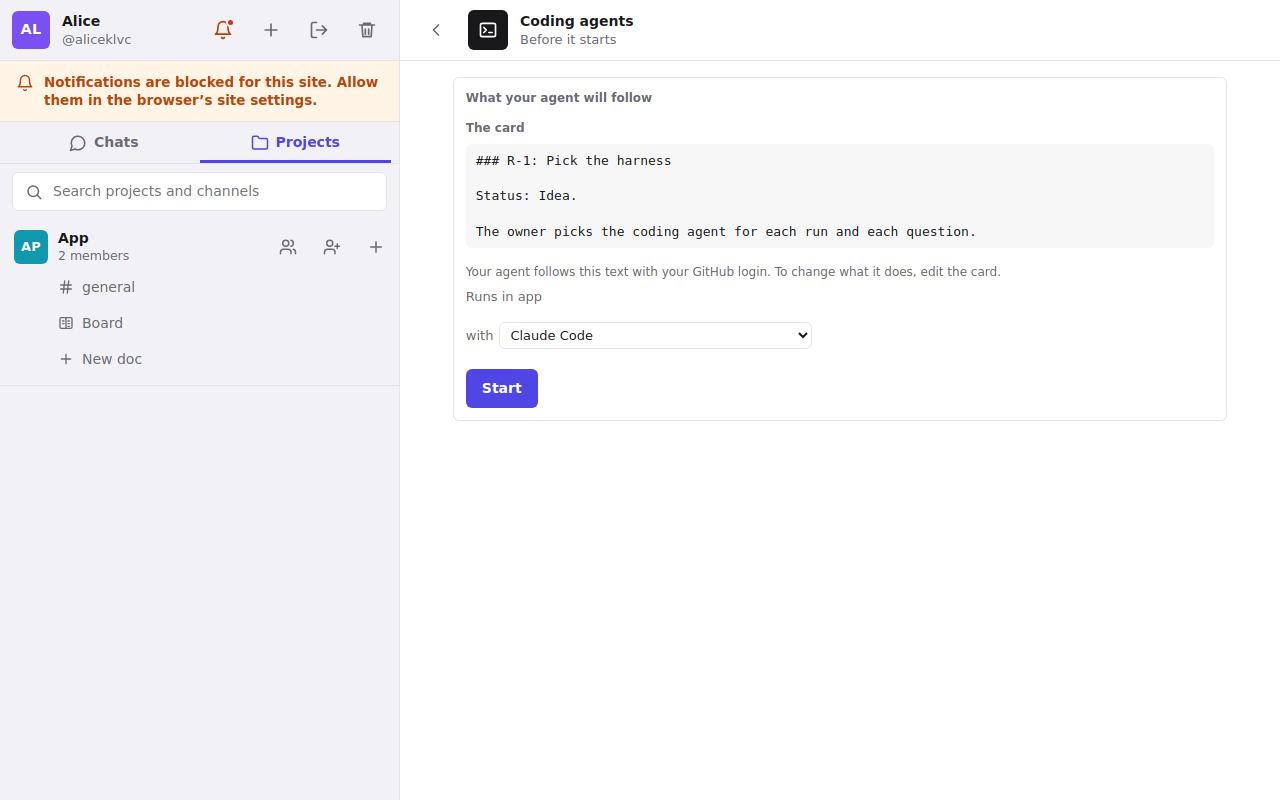 AL
Alice
@aliceklvc
Notifications are blocked for this site. Allow
them in the browser’s site settings.
Chats
Projects
Search projects and channels
AP
App
2 members
general
Board
New doc
Coding agents
Before it starts
What your agent will follow
The card
### R-1: Pick the harness
Status: Idea.
The owner picks the coding agent for each run and each question.
Your agent follows this text with your GitHub login. To change what it does, edit the card.
Runs in app
with Claude Code
Start